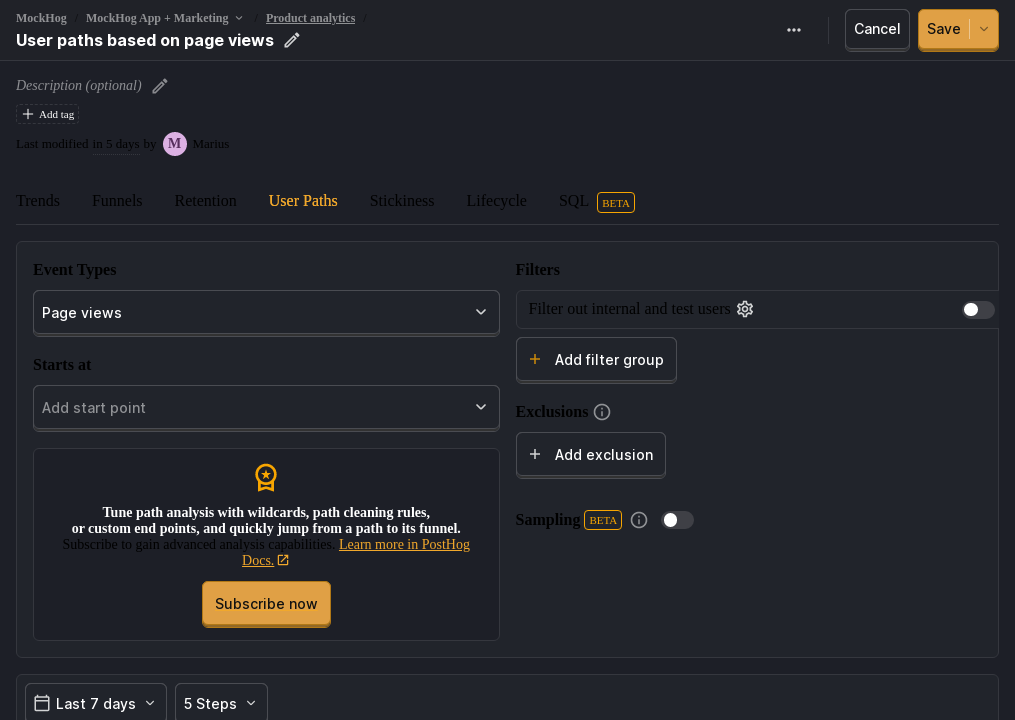 MockHog / MockHog App + Marketing / Product analytics /
User paths based on page views
Cancel
Save
Description (optional)
Add tag
Last modified in 5 days by M Marius
Trends Funnels Retention User Paths Stickiness Lifecycle SQL BETA
Event Types
Page views
Starts at
Add start point
Tune path analysis with wildcards, path cleaning rules,
or custom end points, and quickly jump from a path to its funnel.
Subscribe to gain advanced analysis capabilities. Learn more in PostHog
Docs.
Subscribe now
Filters
Filter out internal and test users
Add filter group
Exclusions
Add exclusion
Sampling BETA
Last 7 days
5 Steps